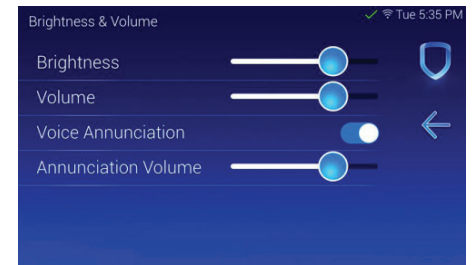 Brightness & Volume Tue 5:35 PM
Brightness
Volume
Voice Annunciation
Annunciation Volume